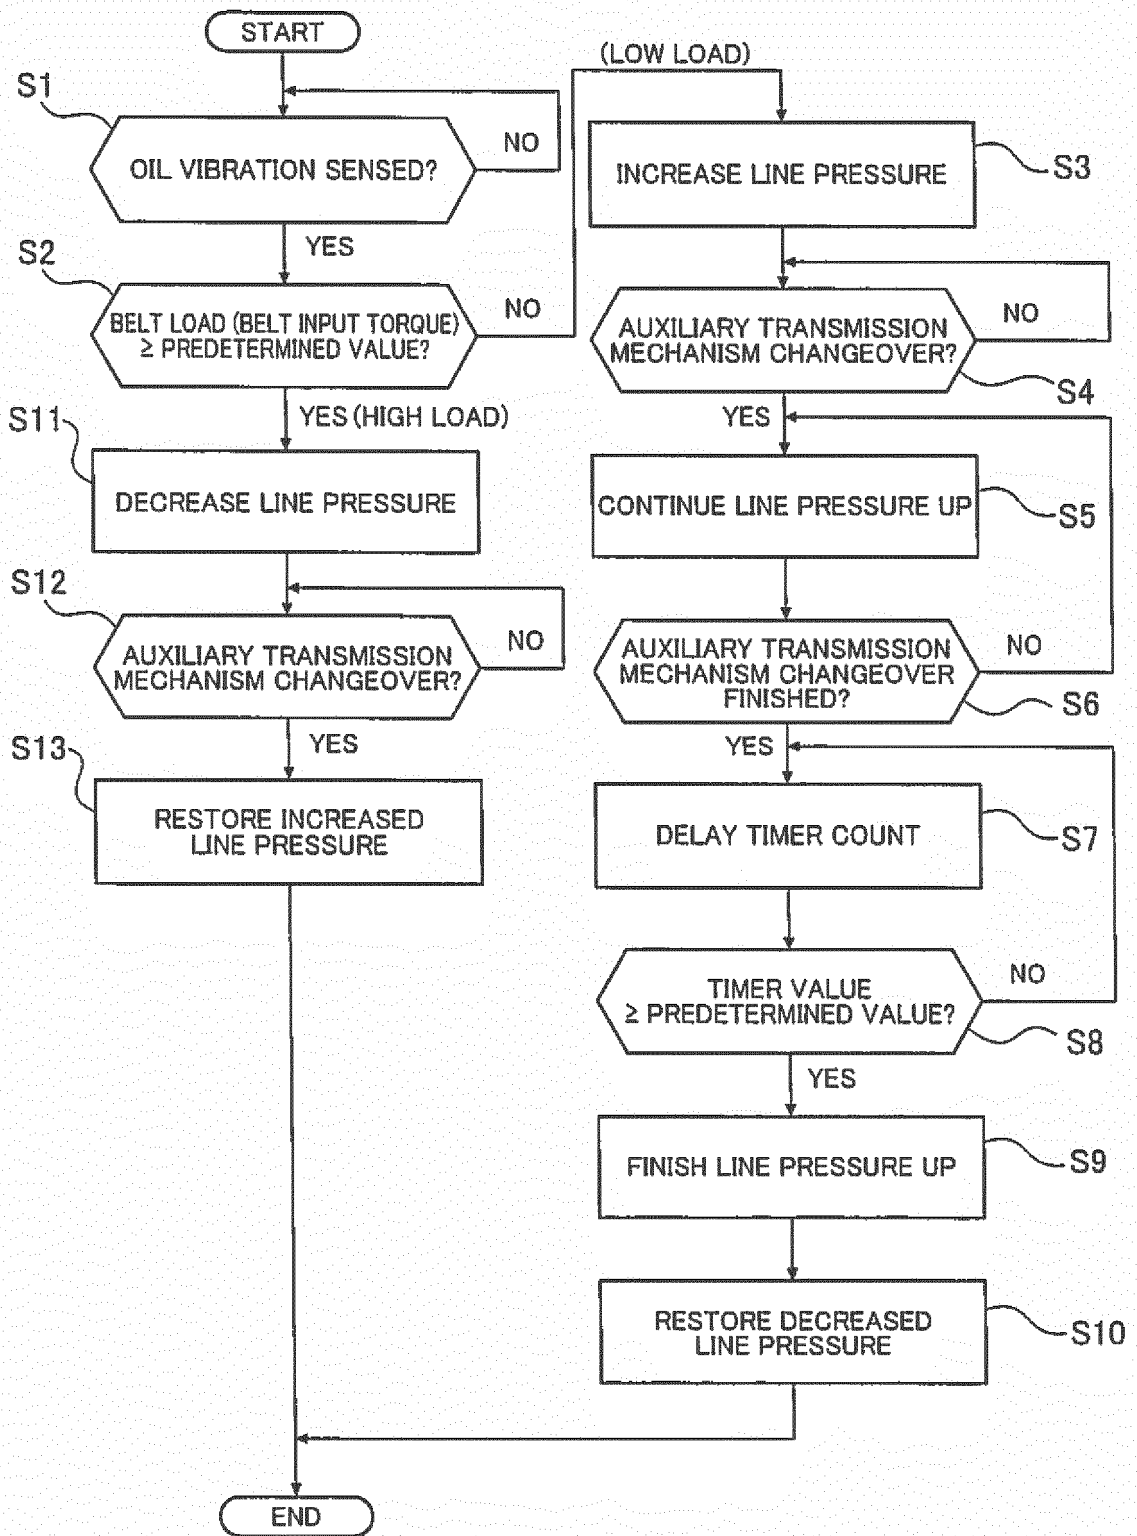 START
S1
OIL VIBRATION SENSED?
NO
YES
S2
BELT LOAD (BELT INPUT TORQUE)
≥ PREDETERMINED VALUE?
NO
YES (HIGH LOAD)
S11
DECREASE LINE PRESSURE
S12
AUXILIARY TRANSMISSION
MECHANISM CHANGEOVER?
NO
YES
S13
RESTORE INCREASED
LINE PRESSURE
(LOW LOAD)
INCREASE LINE PRESSURE
S3
AUXILIARY TRANSMISSION
MECHANISM CHANGEOVER?
NO
S4
YES
CONTINUE LINE PRESSURE UP
S5
AUXILIARY TRANSMISSION
MECHANISM CHANGEOVER
FINISHED?
NO
S6
YES
DELAY TIMER COUNT
S7
TIMER VALUE
≥ PREDETERMINED VALUE?
NO
S8
YES
FINISH LINE PRESSURE UP
S9
RESTORE DECREASED
LINE PRESSURE
S10
END